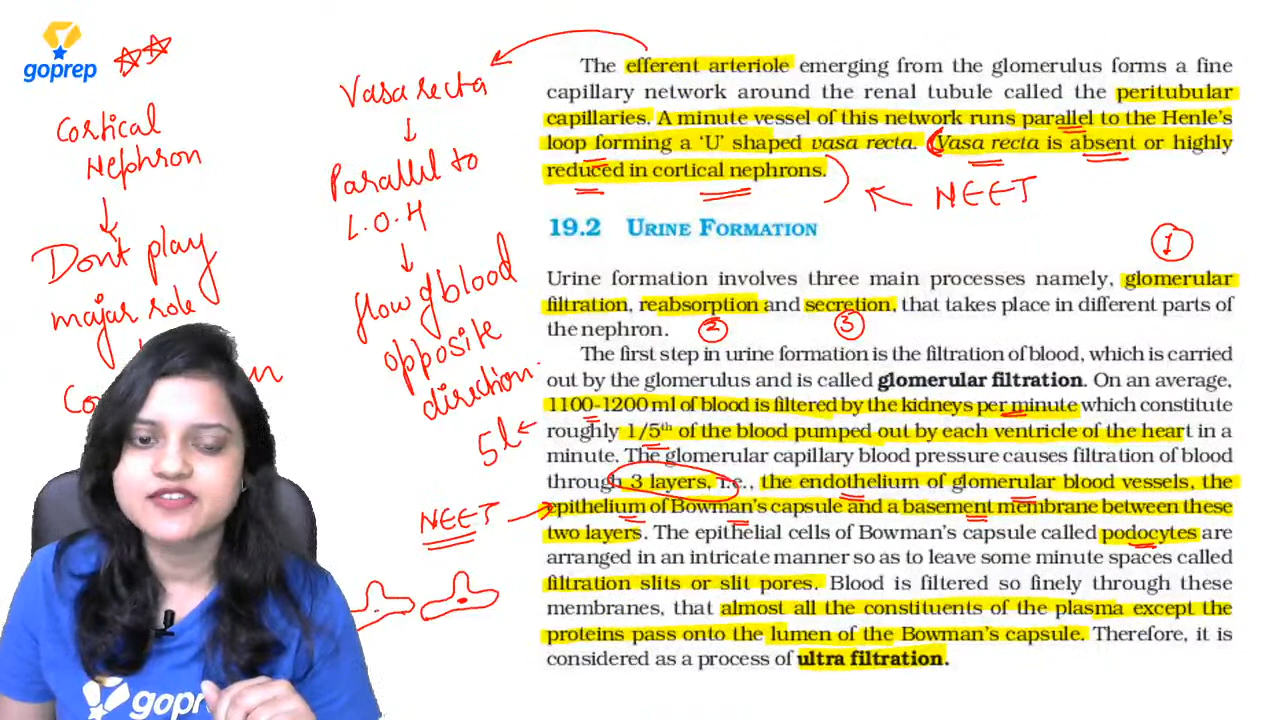 goprep
Cortical
Nephron
Dont play
majar role
Vasa recta
Parallel to
L.O.H
flow of blood
opposite
direction.
5l
NEET
The efferent arteriole emerging from the glomerulus forms a fine
capillary network around the renal tubule called the peritubular
capillaries. A minute vessel of this network runs parallel to the Henle's
loop forming a 'U' shaped vasa recta. Vasa recta is absent or highly
reduced in cortical nephrons.
NEET
19.2 URINE FORMATION
1
Urine formation involves three main processes namely, glomerular
filtration, reabsorption and secretion, that takes place in different parts of
the nephron.
2
3
The first step in urine formation is the filtration of blood, which is carried
out by the glomerulus and is called glomerular filtration. On an average,
1100-1200 ml of blood is filtered by the kidneys per minute which constitute
roughly 1/5th of the blood pumped out by each ventricle of the heart in a
minute. The glomerular capillary blood pressure causes filtration of blood
through 3 layers, i.e., the endothelium of glomerular blood vessels, the
epithelium of Bowman's capsule and a basement membrane between these
two layers. The epithelial cells of Bowman's capsule called podocytes are
arranged in an intricate manner so as to leave some minute spaces called
filtration slits or slit pores. Blood is filtered so finely through these
membranes, that almost all the constituents of the plasma except the
proteins pass onto the lumen of the Bowman's capsule. Therefore, it is
considered as a process of ultra filtration.